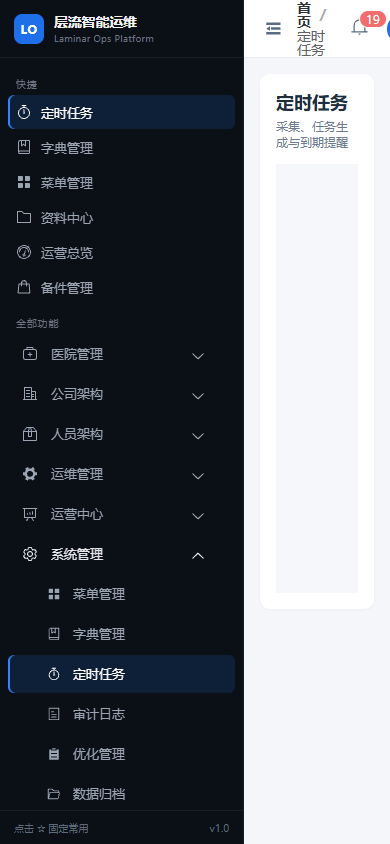 LO
层流智能运维
Laminar Ops Platform
快捷
定时任务
字典管理
菜单管理
资料中心
运营总览
备件管理
全部功能
医院管理
公司架构
人员架构
运维管理
运营中心
系统管理
菜单管理
字典管理
定时任务
审计日志
优化管理
数据归档
点击 ☆ 固定常用
v1.0
首
页 /
定时
任务
19
定时任务
采集、任务生
成与到期提醒